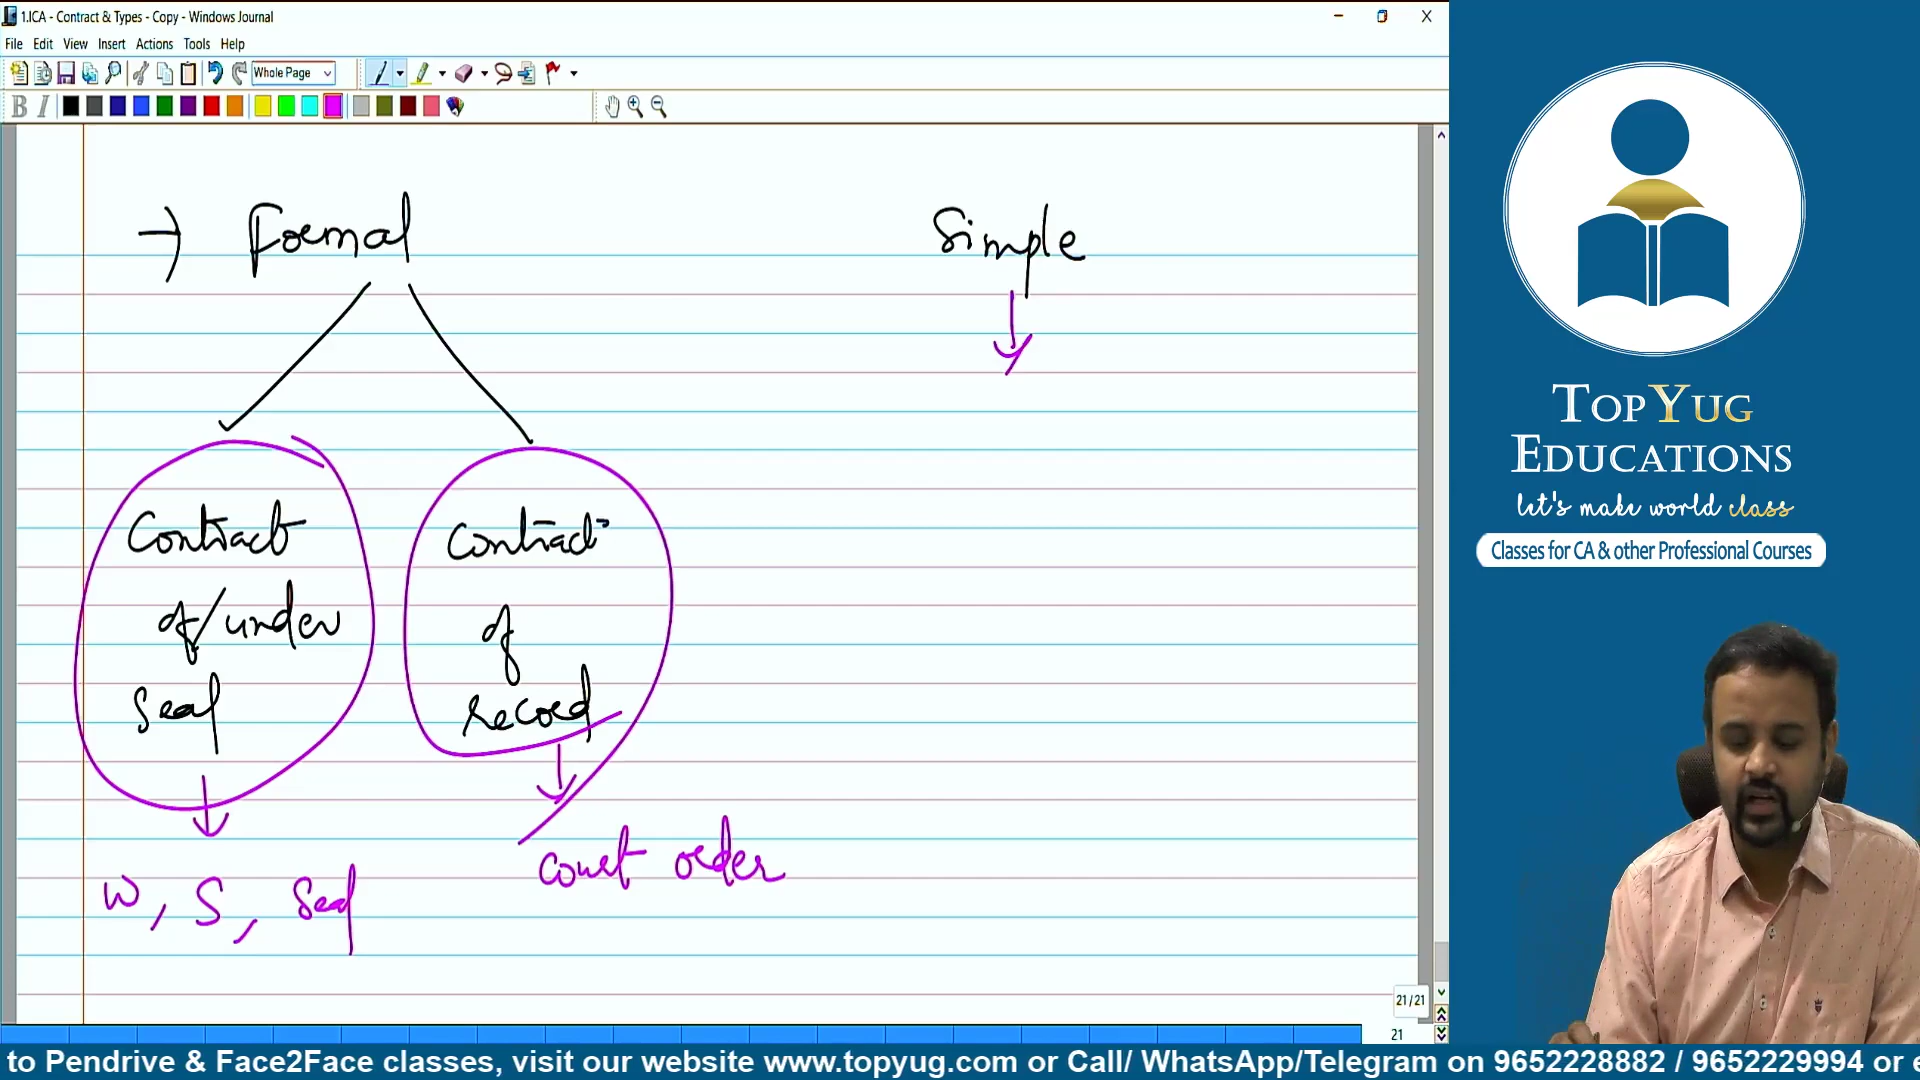 1.ICA - Contract & Types - Copy - Windows Journal
File Edit View Insert Actions Tools Help
Whole Page
B I
→ Formal
Simple
Contract
of/under
Seal
Contract
of
record
W, S, Seal
Court order
21/21
21
TOPYUG
EDUCATIONS
let's make world class
Classes for CA & other Professional Courses
to Pendrive & Face2Face classes, visit our website www.topyug.com or Call/ WhatsApp/Telegram on 9652228882 / 9652229994 or e